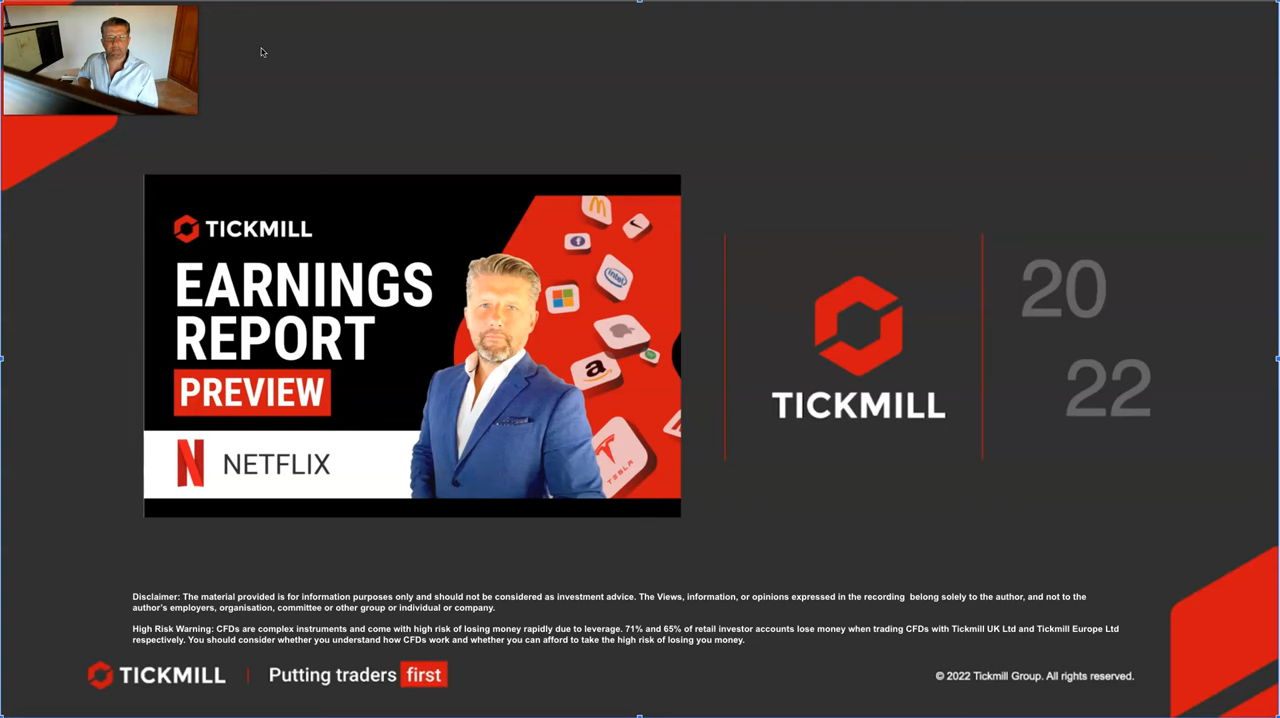 TICKMILL
EARNINGS
REPORT
PREVIEW
NETFLIX
intel
a
TESLA
TICKMILL
20
22
Disclaimer: The material provided is for information purposes only and should not be considered as investment advice. The Views, information, or opinions expressed in the recording belong solely to the author, and not to the
author's employers, organisation, committee or other group or individual or company.
High Risk Warning: CFDs are complex instruments and come with high risk of losing money rapidly due to leverage. 71% and 65% of retail investor accounts lose money when trading CFDs with Tickmill UK Ltd and Tickmill Europe Ltd
respectively. You should consider whether you understand how CFDs work and whether you can afford to take the high risk of losing you money.
TICKMILL | Putting traders first
© 2022 Tickmill Group. All rights reserved.